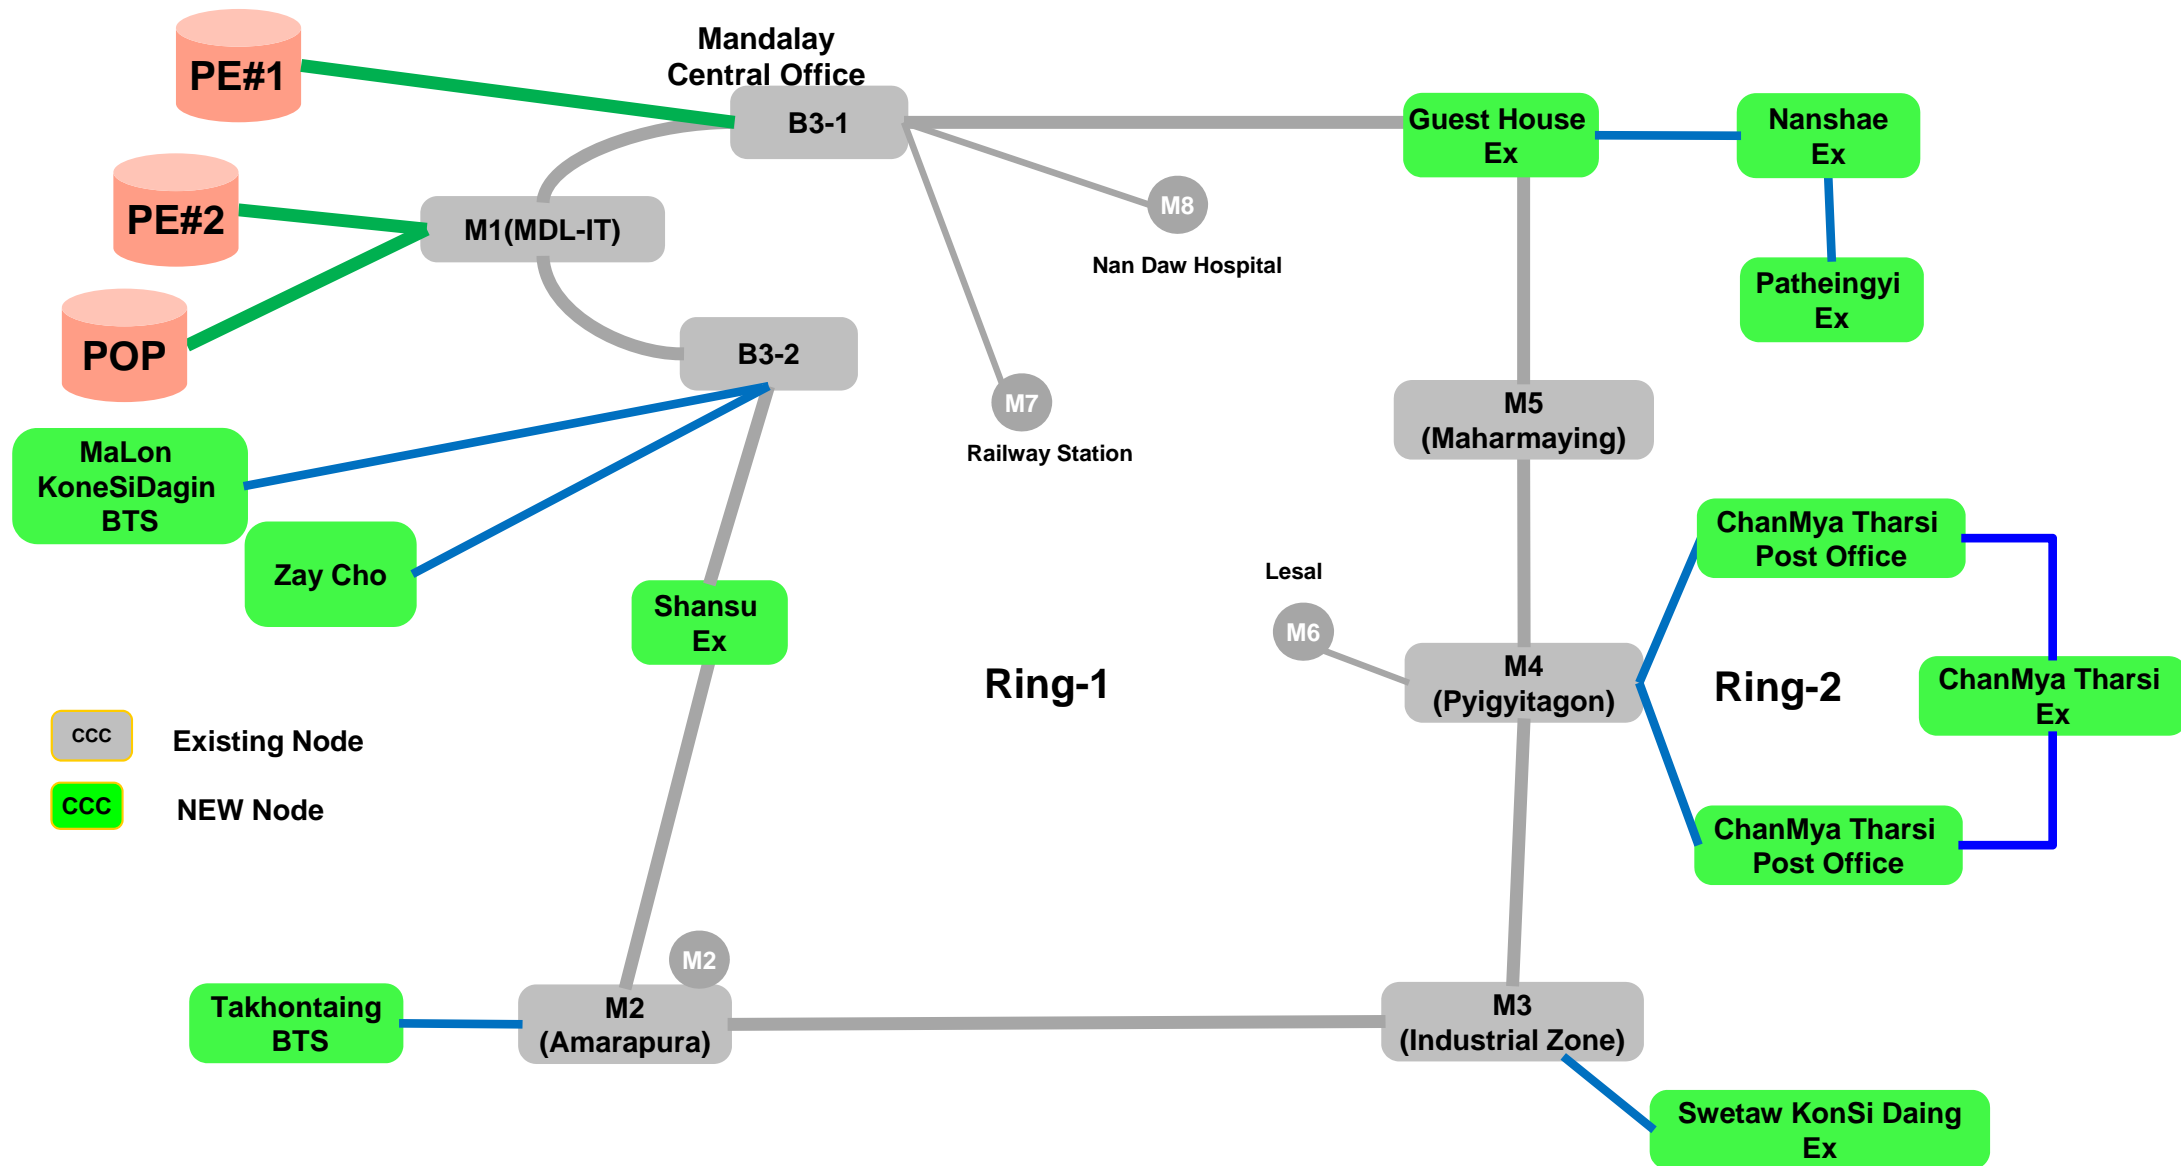 Mandalay
Central Office
PE#1
B3-1
Guest House
Ex
Nanshae
Ex
PE#2
M1(MDL-IT)
M8
Nan Daw Hospital
Patheingyi
Ex
POP
B3-2
M7
Railway Station
M5
(Maharmaying)
MaLon
KoneSiDagin
BTS
Zay Cho
Shansu
Ex
Lesal
M6
ChanMya Tharsi
Post Office
Ring-1
M4
(Pyigyitagon)
Ring-2
ChanMya Tharsi
Ex
CCC
Existing Node
CCC
NEW Node
ChanMya Tharsi
Post Office
M2
Takhontaing
BTS
M2
(Amarapura)
M3
(Industrial Zone)
Swetaw KonSi Daing
Ex